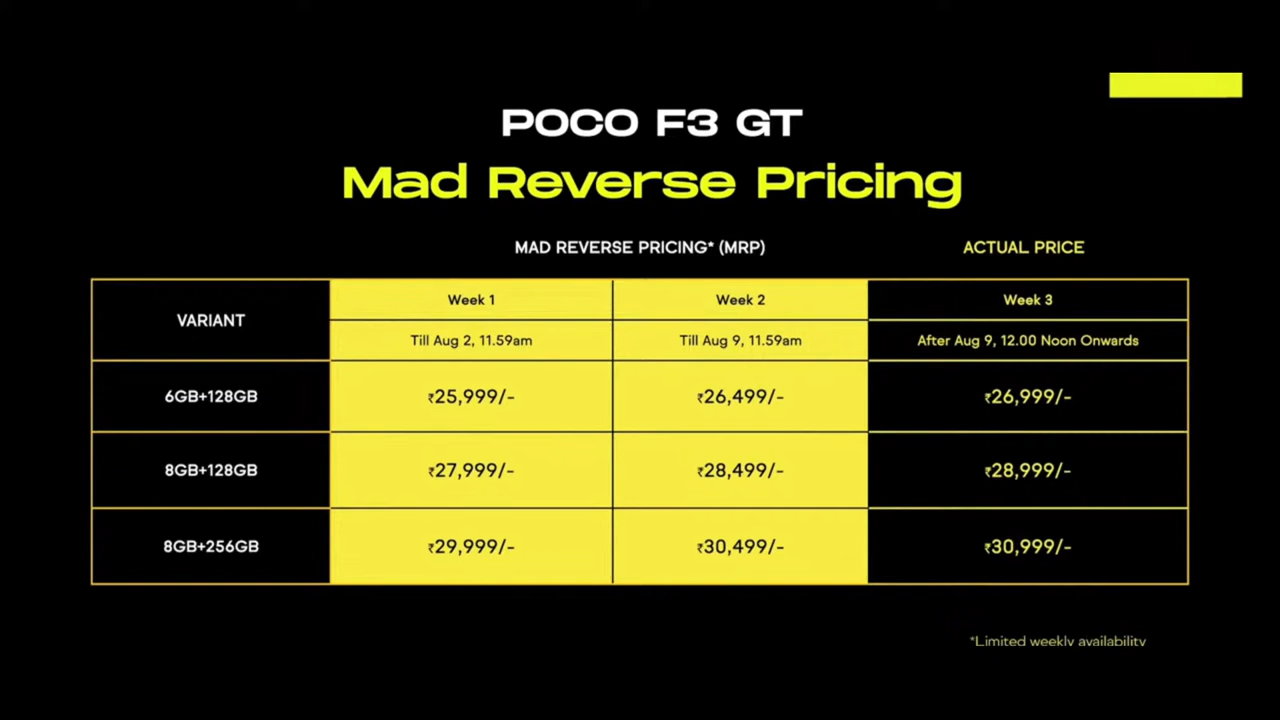 POCO F3 GT
Mad Reverse Pricing
MAD REVERSE PRICING* (MRP) ACTUAL PRICE
VARIANT
Week 1 Week 2 Week 3
Till Aug 2, 11.59am Till Aug 9, 11.59am After Aug 9, 12.00 Noon Onwards
6GB+128GB ₹25,999/- ₹26,499/- ₹26,999/-
8GB+128GB ₹27,999/- ₹28,499/- ₹28,999/-
8GB+256GB ₹29,999/- ₹30,499/- ₹30,999/-
*Limited weekly availability